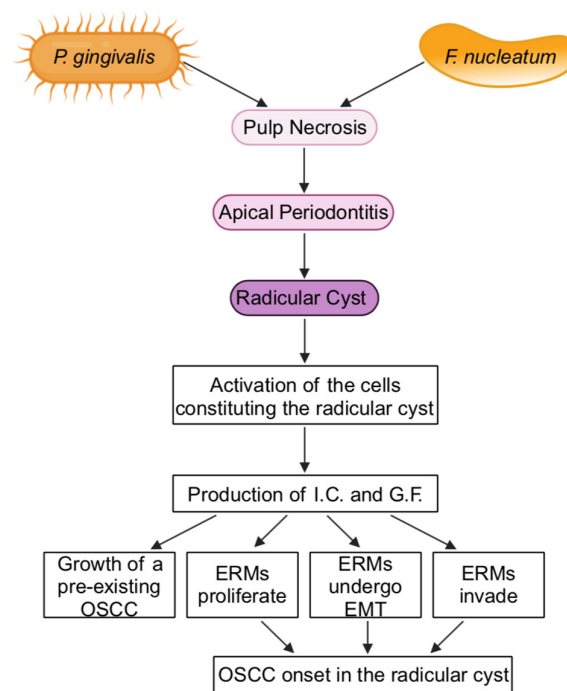 P. gingivalis
F. nucleatum
Pulp Necrosis
Apical Periodontitis
Radicular Cyst
Activation of the cells
constituting the radicular cyst
Production of I.C. and G.F.
Growth of a
pre-existing
OSCC
ERMs
proliferate
ERMs
undergo
EMT
ERMs
invade
OSCC onset in the radicular cyst